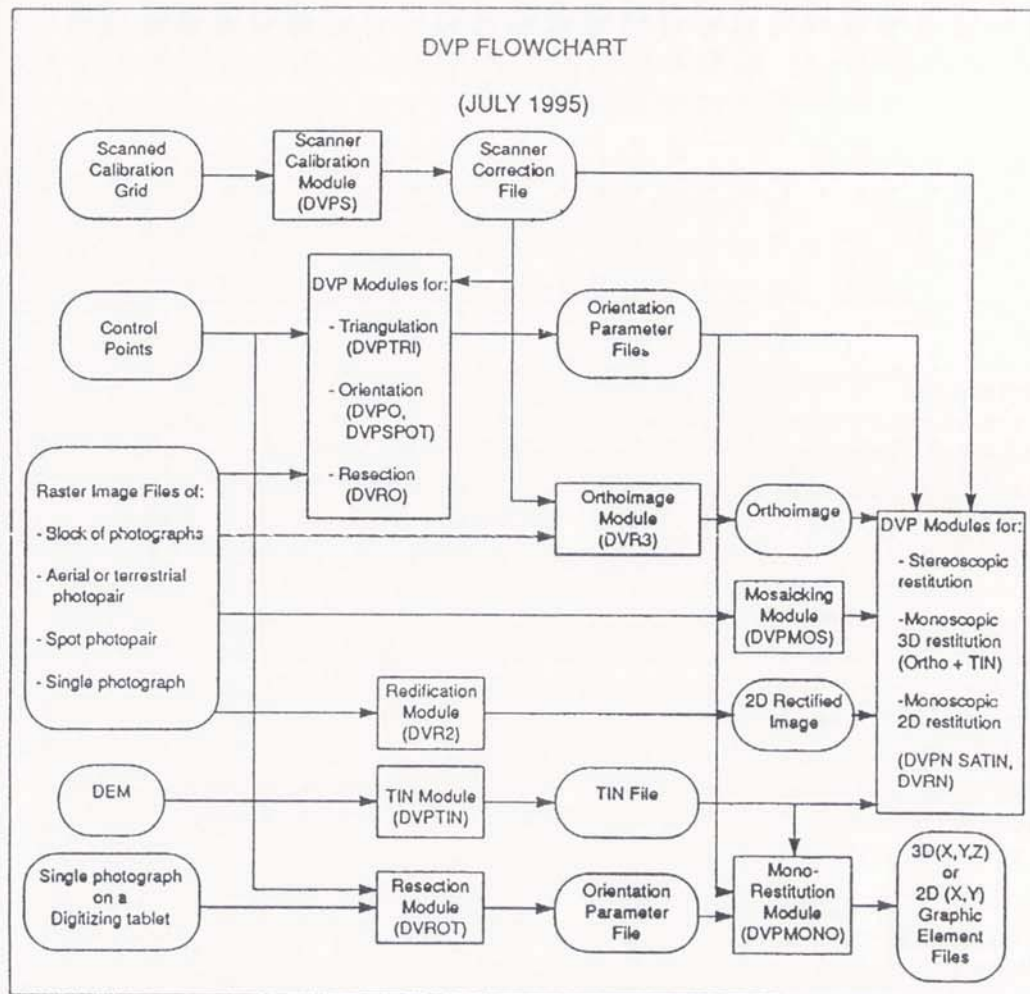 DVP FLOWCHART
(JULY 1995)
Scanned
Calibration
Grid
Scanner
Calibration
Module
(DVPS)
Scanner
Correction
File
Control
Points
DVP Modules for:
- Triangulation
(DVPTRI)
- Orientation
(DVPO,
DVPSPOT)
- Resection
(DVRO)
Orientation
Parameter
Files
Raster Image Files of:
- Block of photographs
- Aerial or terrestrial
photopair
- Spot photopair
- Single photograph
Orthoimage
Module
(DVR3)
Orthoimage
Mosaicking
Module
(DVPMOS)
Redification
Module
(DVR2)
2D Rectified
Image
DVP Modules for:
- Stereoscopic
restitution
-Monoscopic
3D restitution
(Ortho + TIN)
-Monoscopic
2D restitution
(DVPN SATIN,
DVRN)
DEM
TIN Module
(DVPTIN)
TIN File
Single photograph
on a
Digitizing tablet
Resection
Module
(DVROT)
Orientation
Parameter
File
Mono-
Restitution
Module
(DVPMONO)
3D(X,Y,Z)
or
2D (X,Y)
Graphic
Element
Files